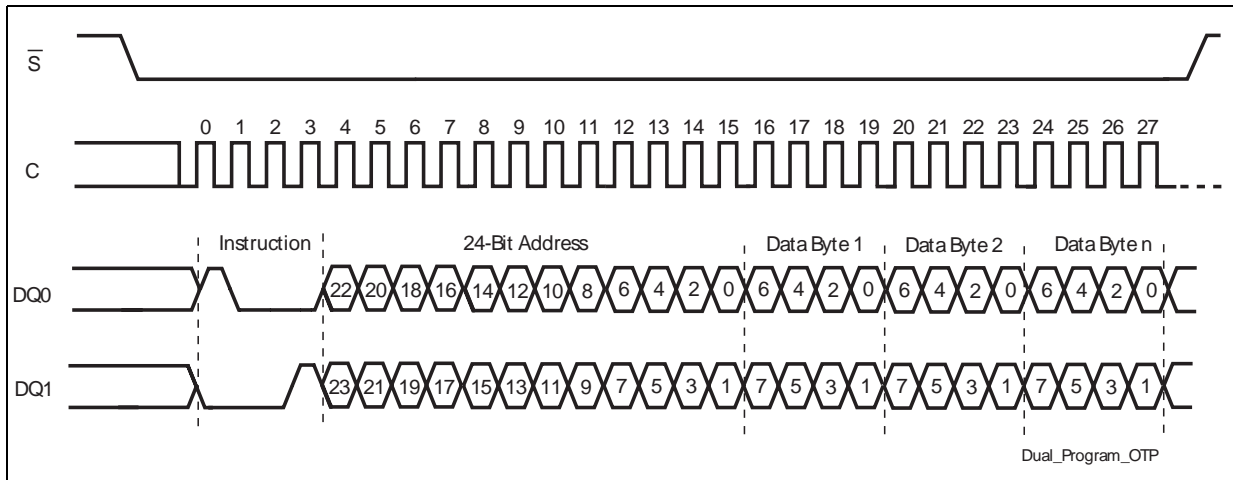 S
0 1 2 3 4 5 6 7 8 9 10 11 12 13 14 15 16 17 18 19 20 21 22 23 24 25 26 27
C
Instruction 24-Bit Address Data Byte 1 Data Byte 2 Data Byte n
DQ0 22 20 18 16 14 12 10 8 6 4 2 0 6 4 2 0 6 4 2 0 6 4 2 0
DQ1 23 21 19 17 15 13 11 9 7 5 3 1 7 5 3 1 7 5 3 1 7 5 3 1
Dual_Program_OTP